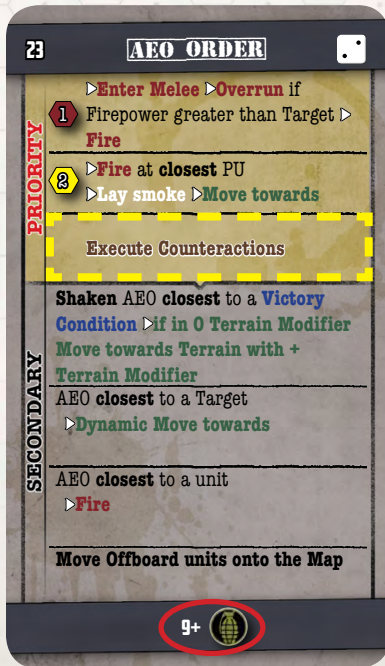 23 AEO ORDER
▷Enter Melee ▷Overrun if
1 Firepower greater than Target ▷
Fire
2 ▷Fire at closest PU
▷Lay smoke ▷Move towards
PRIORITY
Execute Counteractions
Shaken AEO closest to a Victory
Condition ▷if in 0 Terrain Modifier
Move towards Terrain with +
Terrain Modifier
AEO closest to a Target
▷Dynamic Move towards
SECONDARY
AEO closest to a unit
▷Fire
Move Offboard units onto the Map
9+